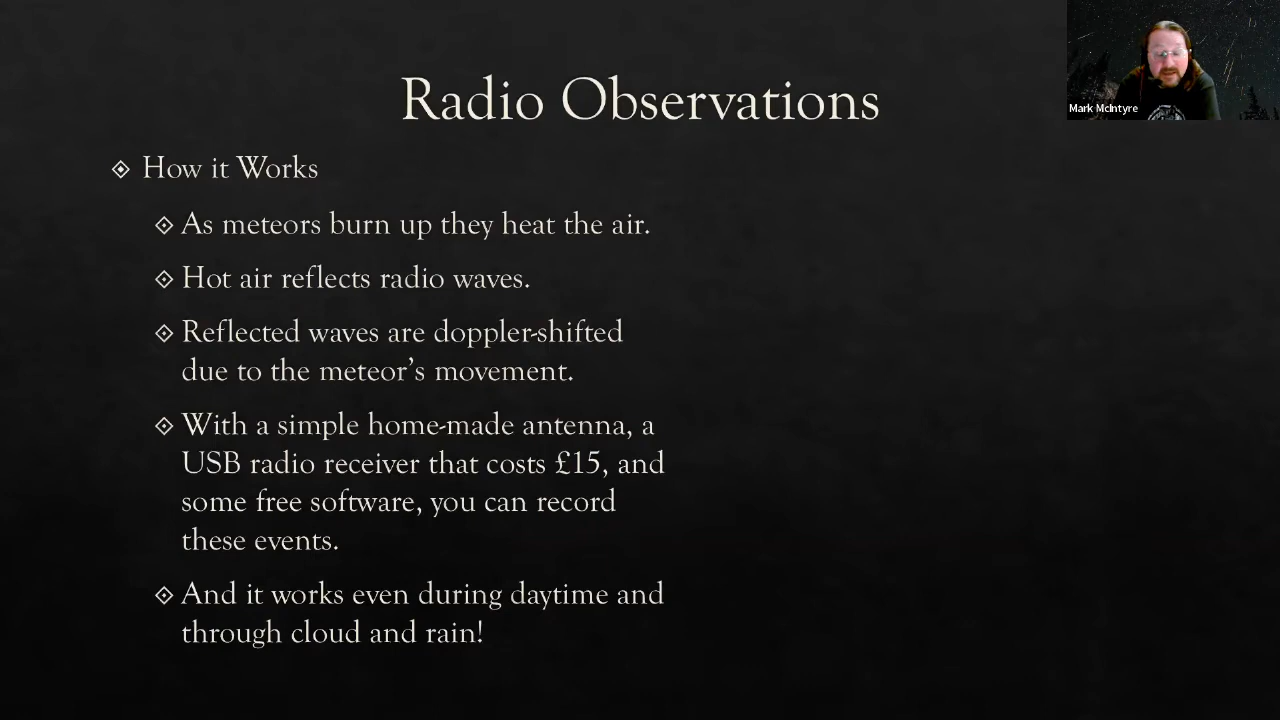 Radio Observations
Mark McIntyre
How it Works
As meteors burn up they heat the air.
Hot air reflects radio waves.
Reflected waves are doppler-shifted
due to the meteor’s movement.
With a simple home-made antenna, a
USB radio receiver that costs £15, and
some free software, you can record
these events.
And it works even during daytime and
through cloud and rain!